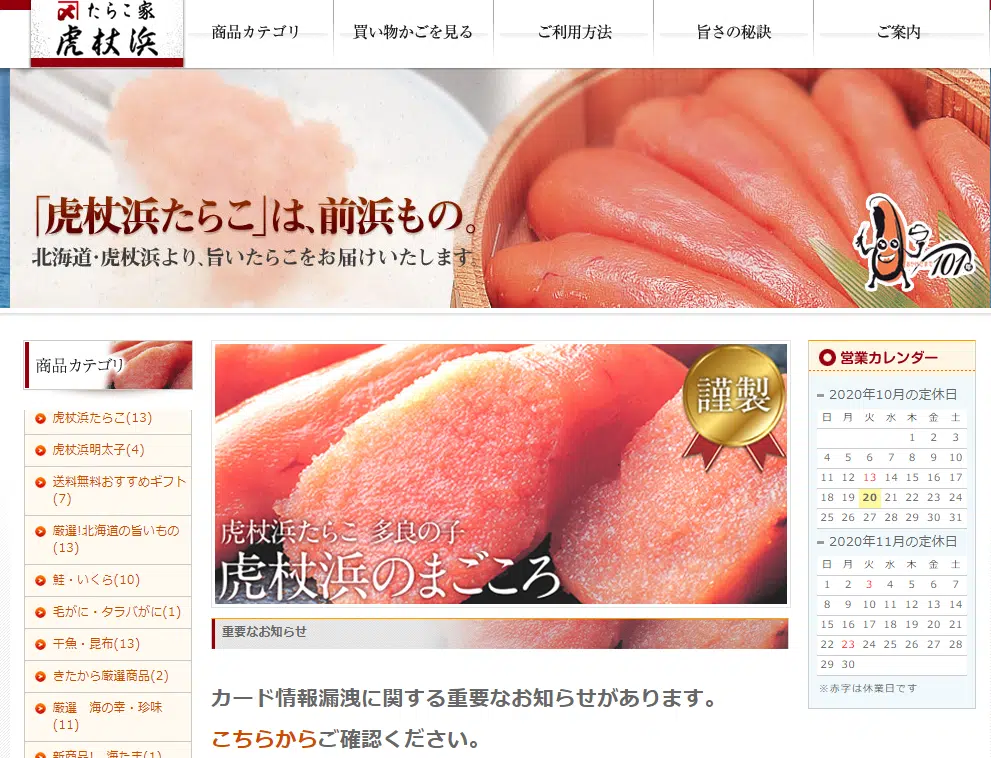 たらこ家
虎杖浜
商品カテゴリ
買い物かごを見る
ご利用方法
旨さの秘訣
ご案内
「虎杖浜たらこ」は、前浜もの。
北海道・虎杖浜より、旨いたらこをお届けいたします
101
商品カテゴリ
虎杖浜たらこ(13)
虎杖浜明太子(4)
送料無料おすすめギフト
(7)
厳選!北海道の旨いもの
(13)
鮭・いくら(10)
毛がに・タラバがに(1)
干魚・昆布(13)
きたから厳選商品(2)
厳選　海の幸・珍味
(11)
新商品!　海たま(1)
謹製
虎杖浜たらこ 多良の子
虎杖浜のまごころ
重要なお知らせ
カード情報漏洩に関する重要なお知らせがあります。
こちらからご確認ください。
営業カレンダー
2020年10月の定休日
日 月 火 水 木 金 土
1 2 3
4 5 6 7 8 9 10
11 12 13 14 15 16 17
18 19 20 21 22 23 24
25 26 27 28 29 30 31
2020年11月の定休日
日 月 火 水 木 金 土
1 2 3 4 5 6 7
8 9 10 11 12 13 14
15 16 17 18 19 20 21
22 23 24 25 26 27 28
29 30
※赤字は休業日です